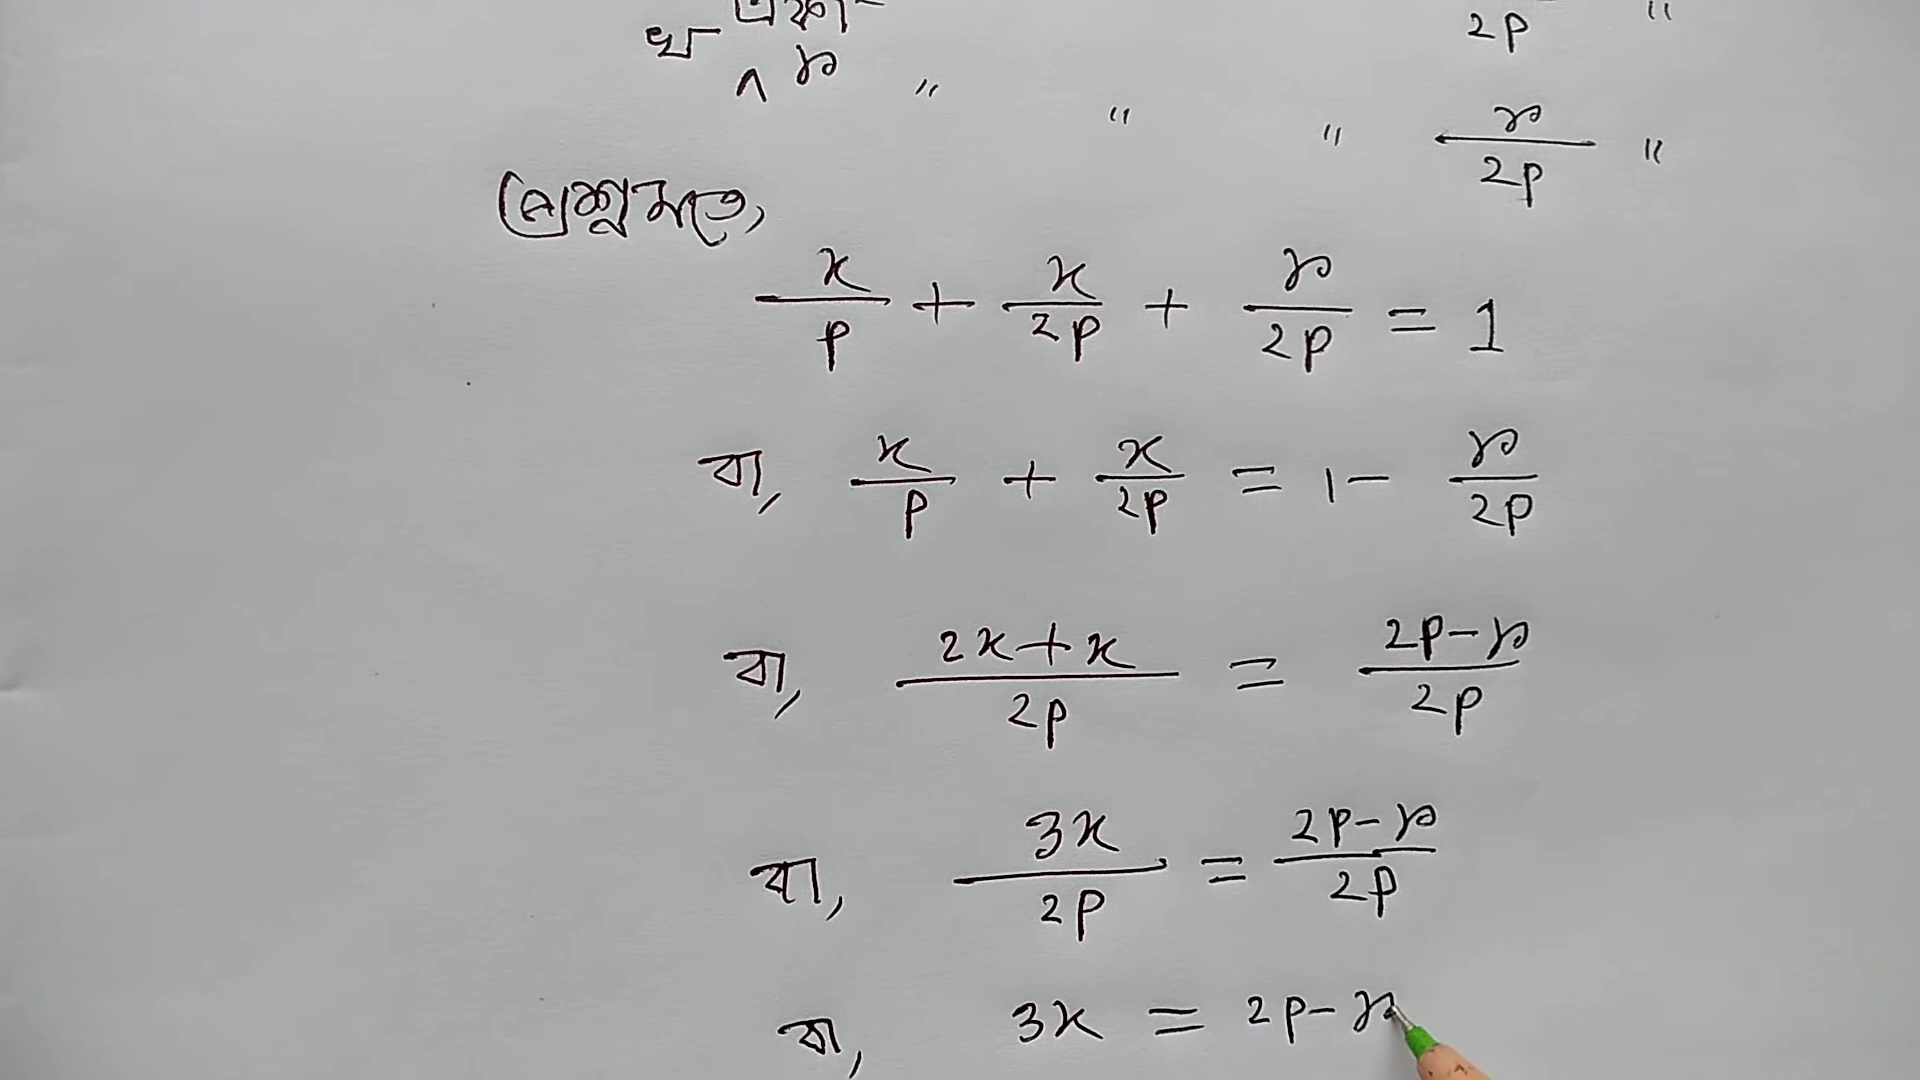 খ একা 2p "
^ r " " " r/2p "
প্রশ্নমতে,
x/p + x/2p + r/2p = 1
বা, x/p + x/2p = 1 - r/2p
বা, 2x+x/2p = 2p-r/2p
বা, 3x/2p = 2p-r/2p
বা, 3x = 2p-r